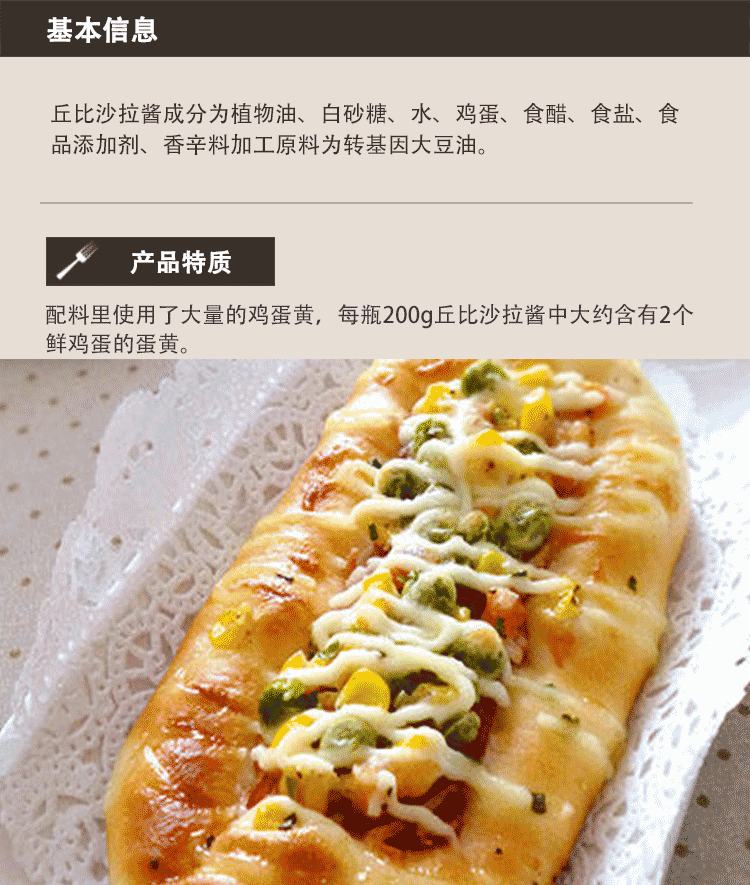 基本信息
丘比沙拉酱成分为植物油、白砂糖、水、鸡蛋、食醋、食盐、食
品添加剂、香辛料加工原料为转基因大豆油。
产品特质
配料里使用了大量的鸡蛋黄，每瓶200g丘比沙拉酱中大约含有2个
鲜鸡蛋的蛋黄。